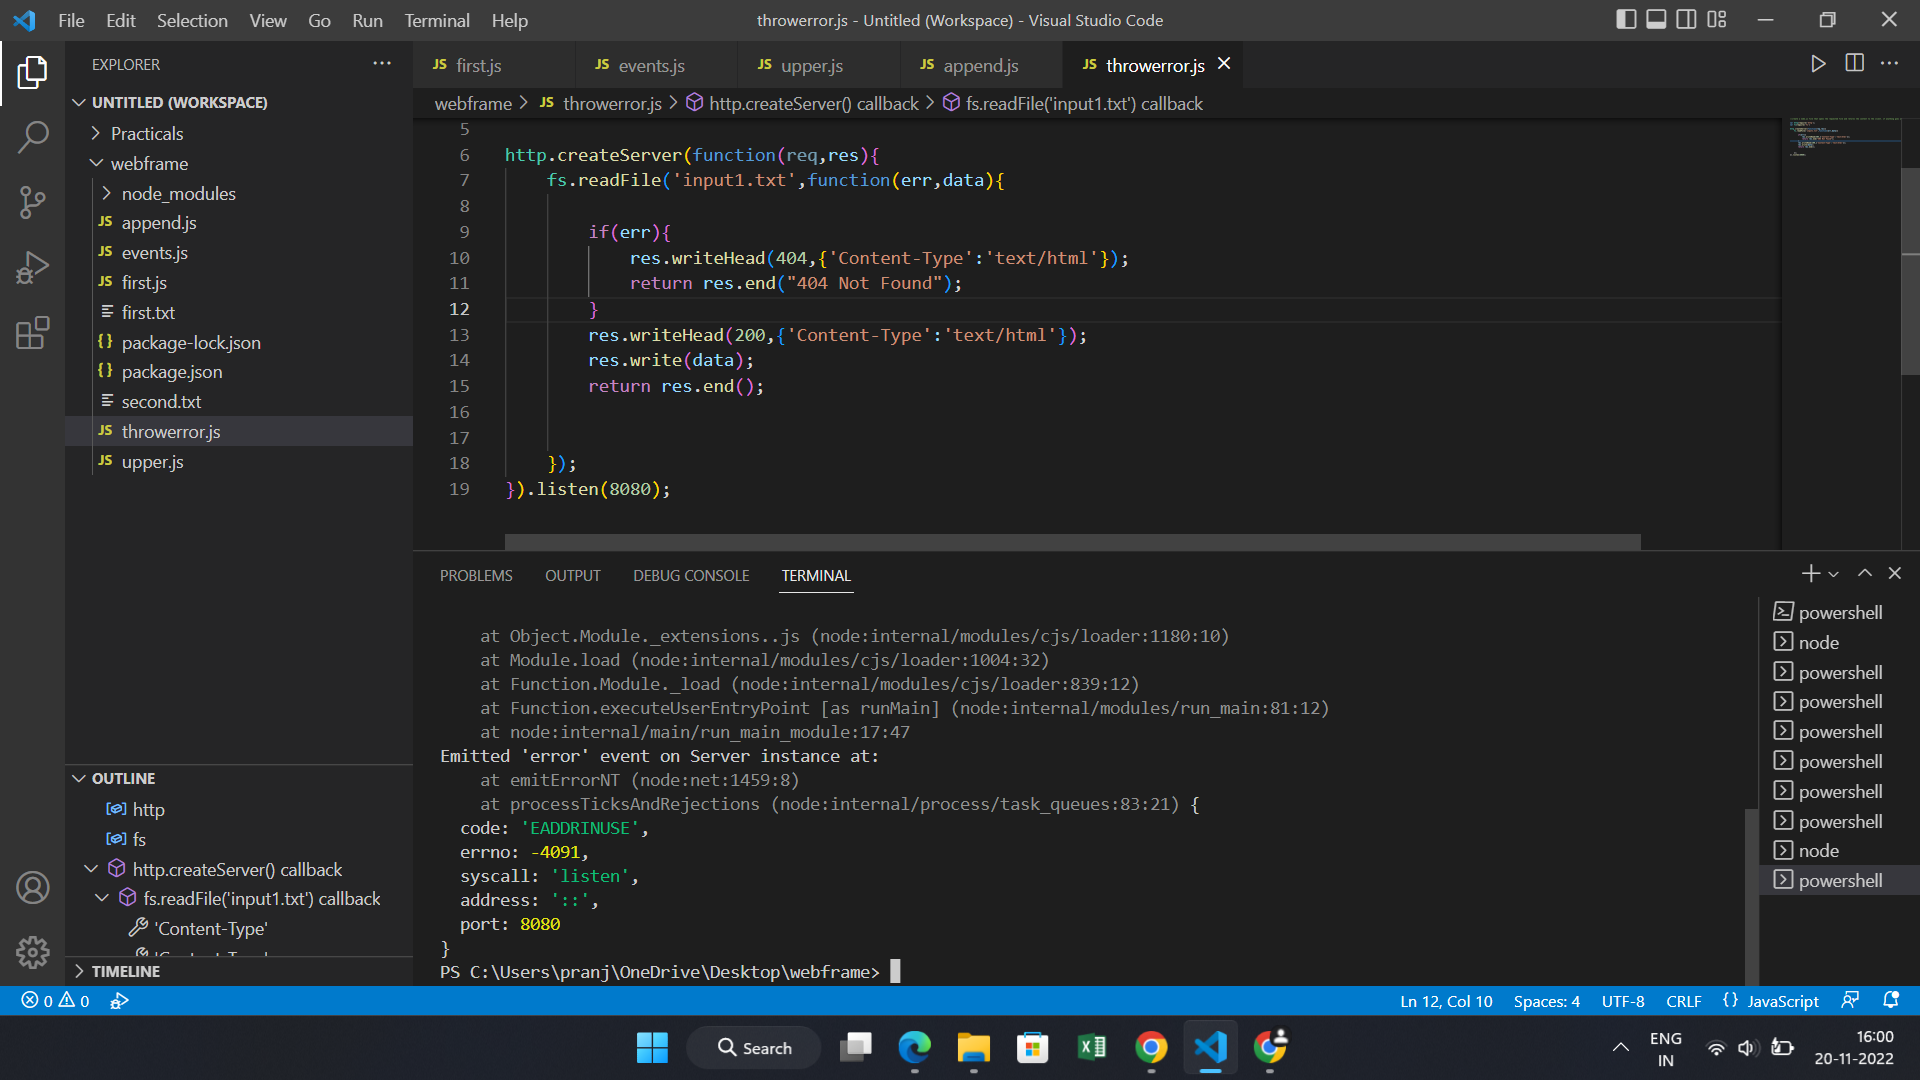 File Edit Selection View Go Run Terminal Help
throwerror.js - Untitled (Workspace) - Visual Studio Code
EXPLORER
UNTITLED (WORKSPACE)
Practicals
webframe
node_modules
JS append.js
JS events.js
JS first.js
first.txt
{} package-lock.json
{} package.json
second.txt
JS throwerror.js
JS upper.js
OUTLINE
http
fs
http.createServer() callback
fs.readFile('input1.txt') callback
'Content-Type'
TIMELINE
JS first.js JS events.js JS upper.js JS append.js JS throwerror.js
webframe > JS throwerror.js > http.createServer() callback > fs.readFile('input1.txt') callback
5
6 http.createServer(function(req,res){
7 fs.readFile('input1.txt',function(err,data){
8
9 if(err){
10 res.writeHead(404,{'Content-Type':'text/html'});
11 return res.end("404 Not Found");
12 }
13 res.writeHead(200,{'Content-Type':'text/html'});
14 res.write(data);
15 return res.end();
16
17
18 });
19 }).listen(8080);
PROBLEMS OUTPUT DEBUG CONSOLE TERMINAL
at Object.Module._extensions..js (node:internal/modules/cjs/loader:1180:10)
at Module.load (node:internal/modules/cjs/loader:1004:32)
at Function.Module._load (node:internal/modules/cjs/loader:839:12)
at Function.executeUserEntryPoint [as runMain] (node:internal/modules/run_main:81:12)
at node:internal/main/run_main_module:17:47
Emitted 'error' event on Server instance at:
at emitErrorNT (node:net:1459:8)
at processTicksAndRejections (node:internal/process/task_queues:83:21) {
code: 'EADDRINUSE',
errno: -4091,
syscall: 'listen',
address: '::',
port: 8080
}
PS C:\Users\pranj\OneDrive\Desktop\webframe>
powershell
node
powershell
powershell
powershell
powershell
powershell
powershell
node
powershell
0 0
Ln 12, Col 10 Spaces: 4 UTF-8 CRLF {} JavaScript
Search
ENG
IN
16:00
20-11-2022